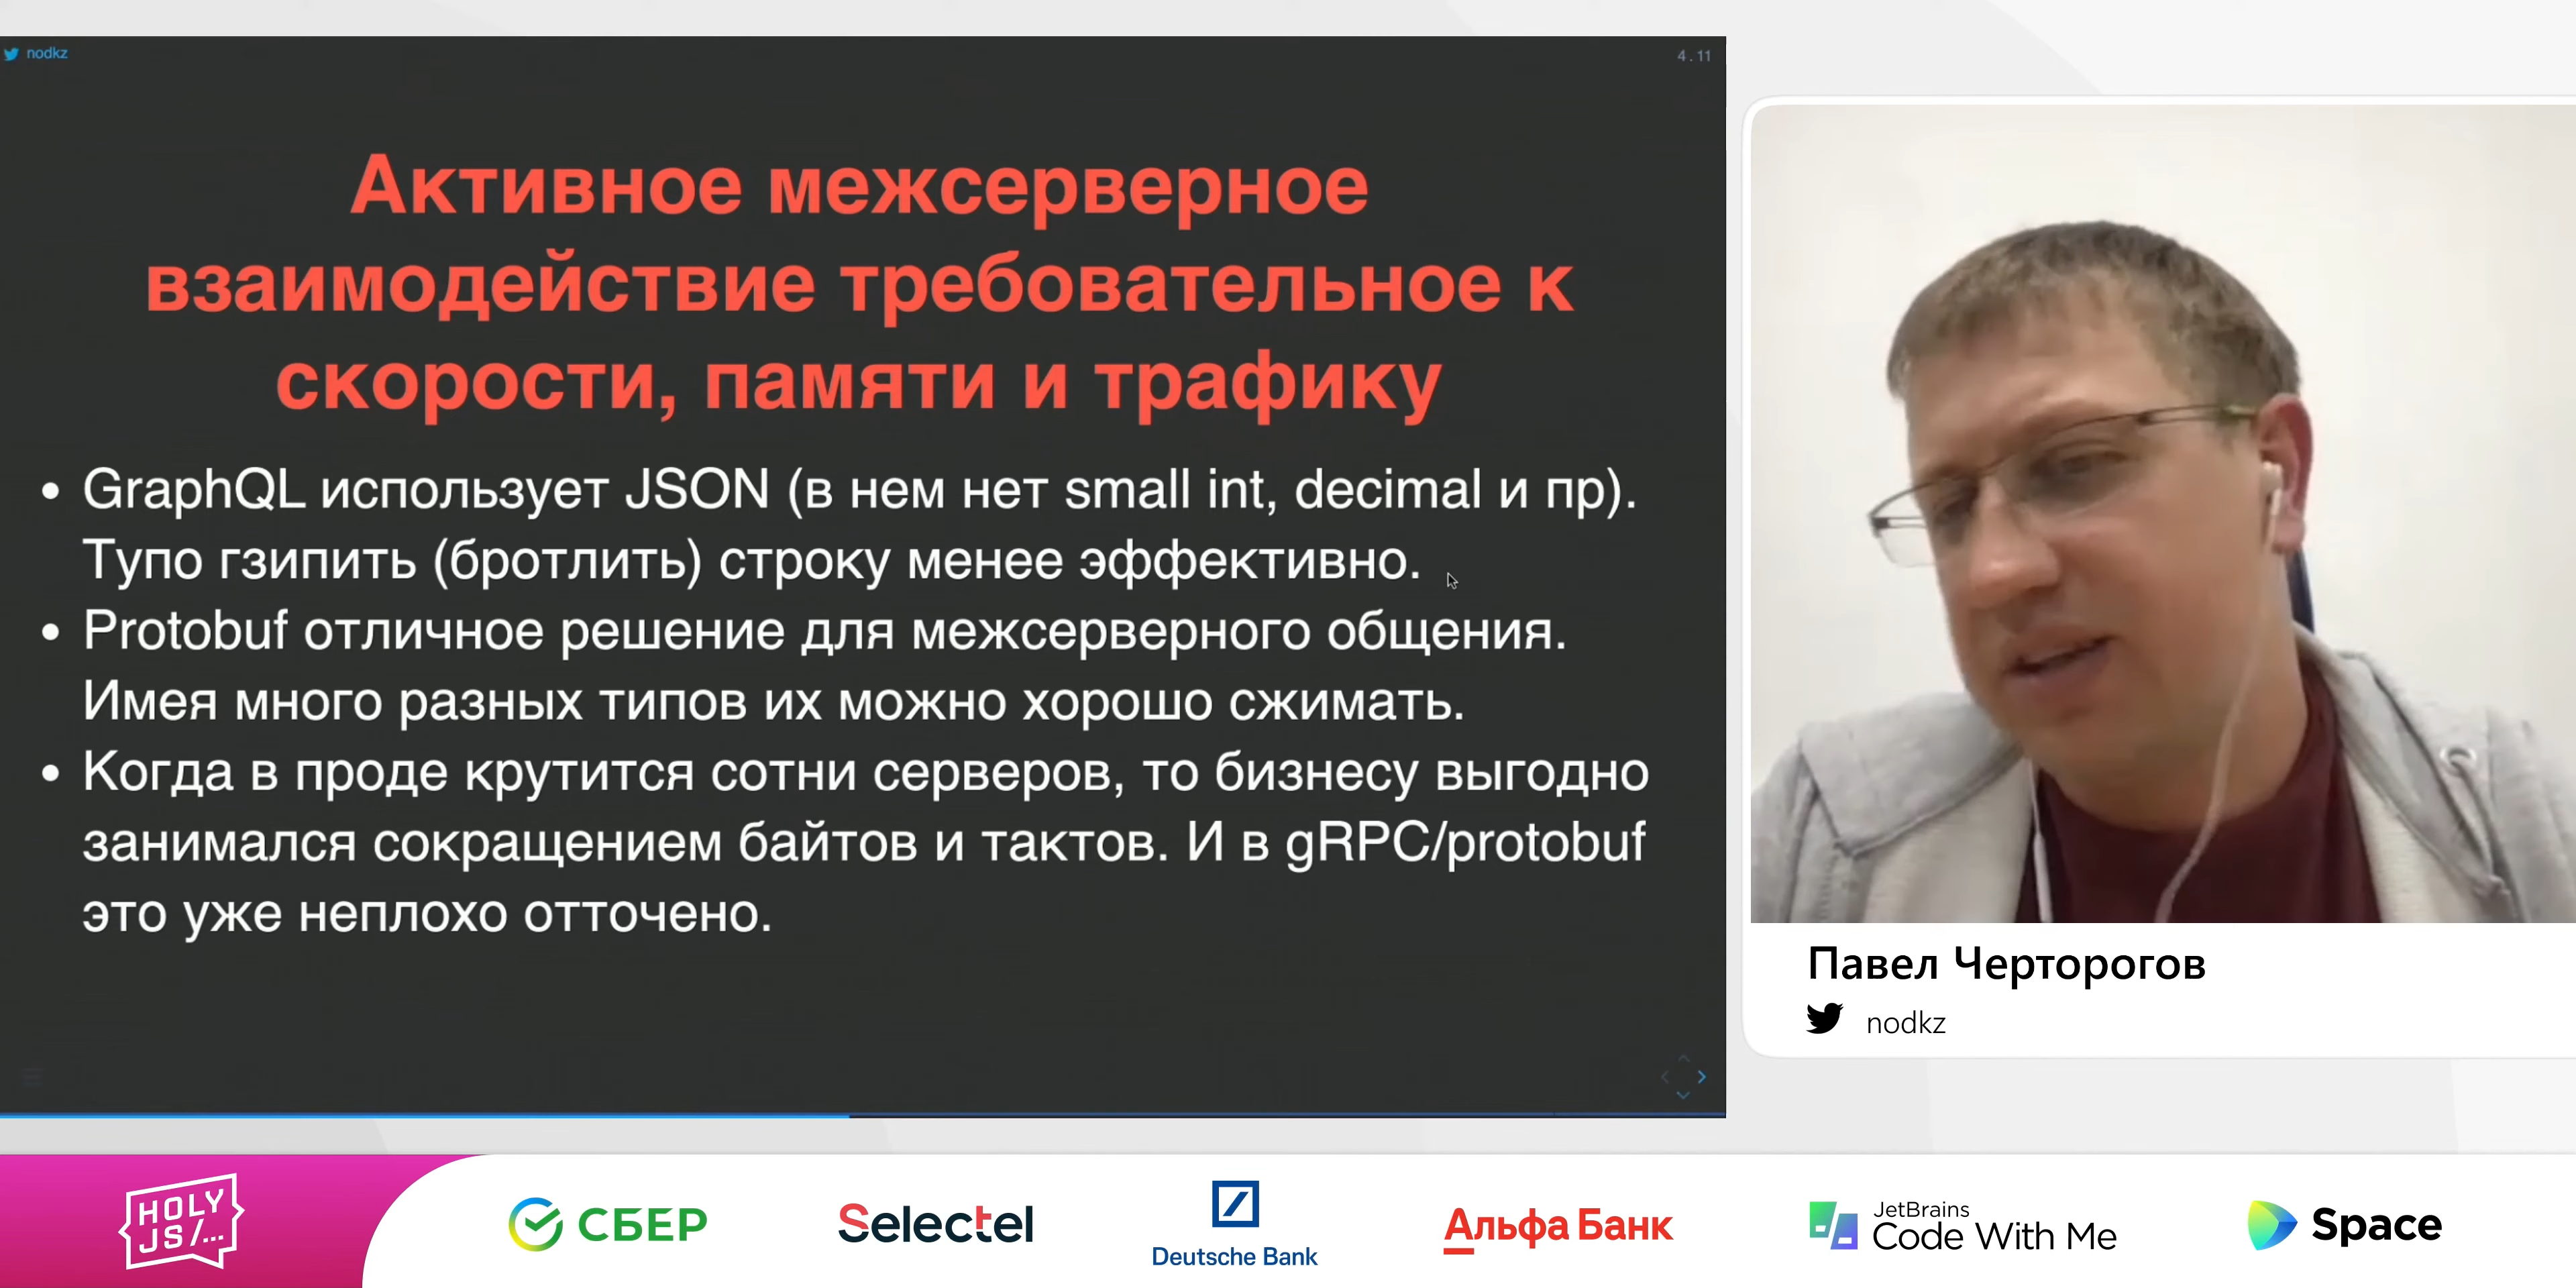 nodkz
4.11
Активное межсерверное
взаимодействие требовательное к
скорости, памяти и трафику
• GraphQL использует JSON (в нем нет small int, decimal и пр).
Тупо гзипить (бротлить) строку менее эффективно.
• Protobuf отличное решение для межсерверного общения.
Имея много разных типов их можно хорошо сжимать.
• Когда в проде крутится сотни серверов, то бизнесу выгодно
занимался сокращением байтов и тактов. И в gRPC/protobuf
это уже неплохо отточено.
Павел Черторогов
nodkz
HOLY
JS/...
СБЕР
Selectel
Deutsche Bank
Альфа Банк
JetBrains
Code With Me
Space